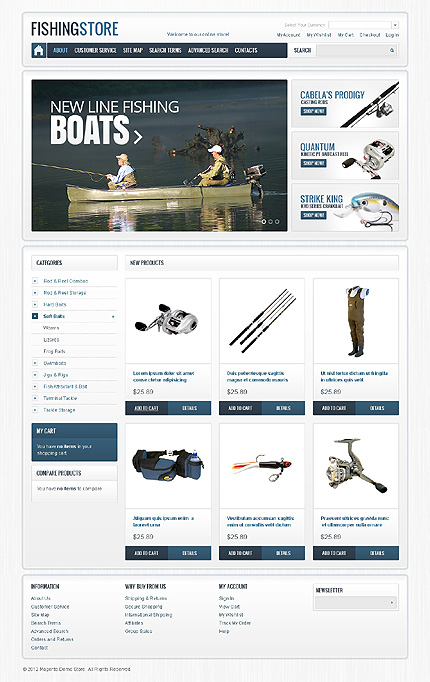 FISHINGSTORE
Welcome to our online store!
Select Your Currency:
My Account My Wishlist My Cart Checkout Log In
ABOUT CUSTOMER SERVICE SITE MAP SEARCH TERMS ADVANCED SEARCH CONTACTS
SEARCH
NEW LINE FISHING
BOATS
CABELA'S PRODIGY
CASTING RODS
SHOP NOW!
QUANTUM
KINETIC PT BAITCAST REEL
SHOP NOW!
STRIKE KING
KVD SERIES CRANKBAIT
SHOP NOW!
CATEGORIES
Rod & Reel Combos
Rod & Reel Storage
Hard Baits
Soft Baits
Worms
Lizards
Frog Baits
Swimbaits
Jigs & Rigs
Fish Attractant & Bait
Terminal Tackle
Tackle Storage
MY CART
You have no items in your
shopping cart.
COMPARE PRODUCTS
You have no items to compare.
NEW PRODUCTS
Lorem ipsum dolor sit amet
consectetur adipisicing
$25.89
ADD TO CART DETAILS
Duis pellentesque sagittis
magna et commodo mauris
$25.89
ADD TO CART DETAILS
Ut nisi tortor dictum ut fringilla
in ultrices quis velit
$25.89
ADD TO CART DETAILS
Aliquam quis ipsum enim a
laoreet urna
$25.89
ADD TO CART DETAILS
Vestibulum accumsan sagittis
enim ut convallis velit dictum
$25.89
ADD TO CART DETAILS
Praesent ultrices gravida nunc
vel ullamcorper nulla ornare
$25.89
ADD TO CART DETAILS
INFORMATION
About Us
Customer Service
Site Map
Search Terms
Advanced Search
Orders and Returns
Contact
WHY BUY FROM US
Shipping & Returns
Secure Shopping
International Shipping
Affiliates
Group Sales
MY ACCOUNT
Sign In
View Cart
My Wishlist
Track My Order
Help
NEWSLETTER
© 2012 Magento Demo Store. All Rights Reserved.